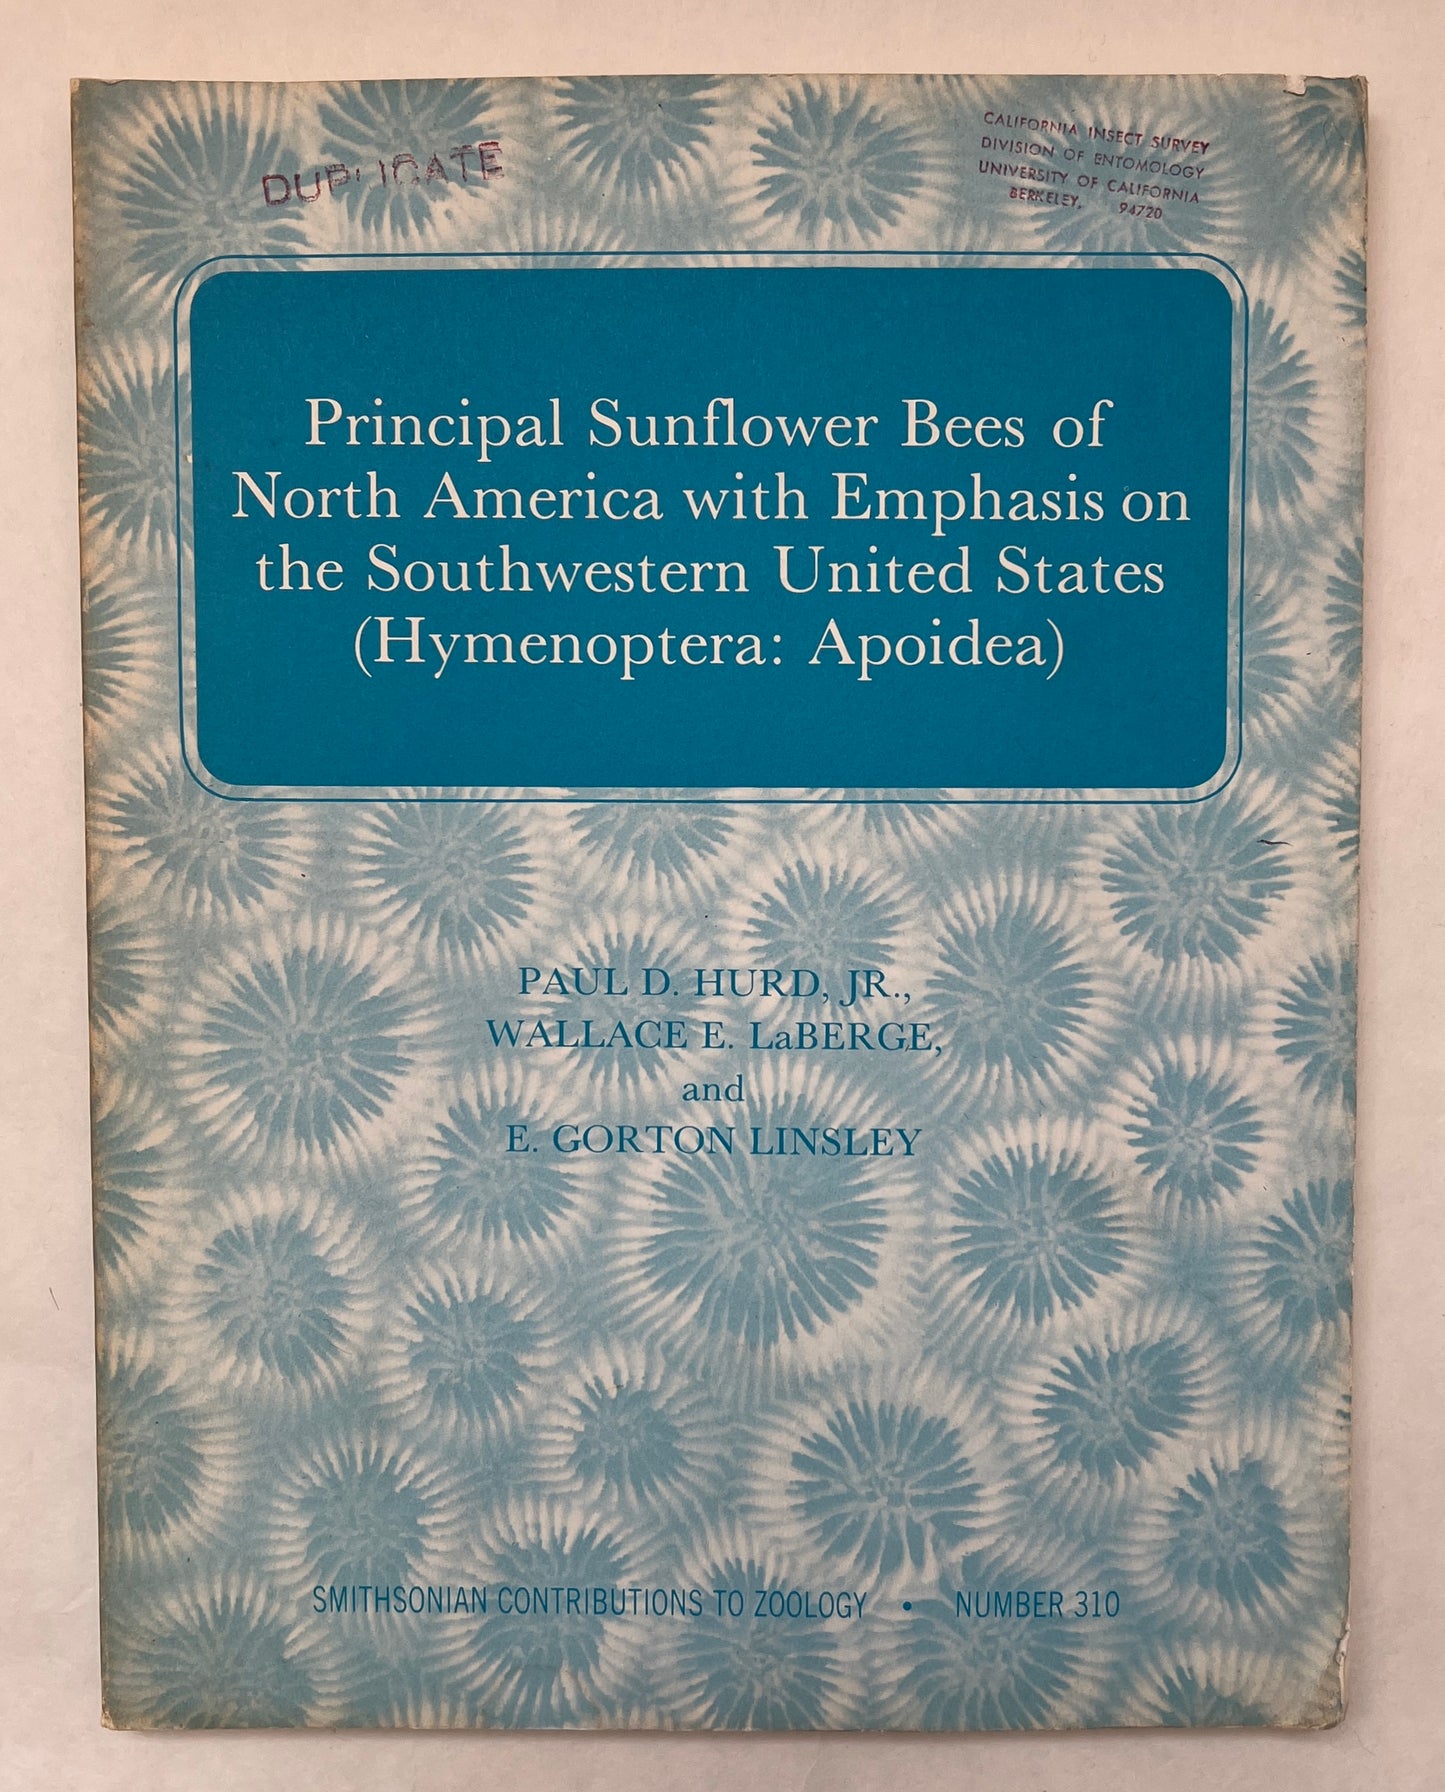 DUPLICATE
CALIFORNIA INSECT SURVEY
DIVISION OF ENTOMOLOGY
UNIVERSITY OF CALIFORNIA
BERKELEY, 94720
Principal Sunflower Bees of
North America with Emphasis on
the Southwestern United States
(Hymenoptera: Apoidea)
PAUL D. HURD, JR.,
WALLACE E. LaBERGE,
and
E. GORTON LINSLEY
SMITHSONIAN CONTRIBUTIONS TO ZOOLOGY • NUMBER 310